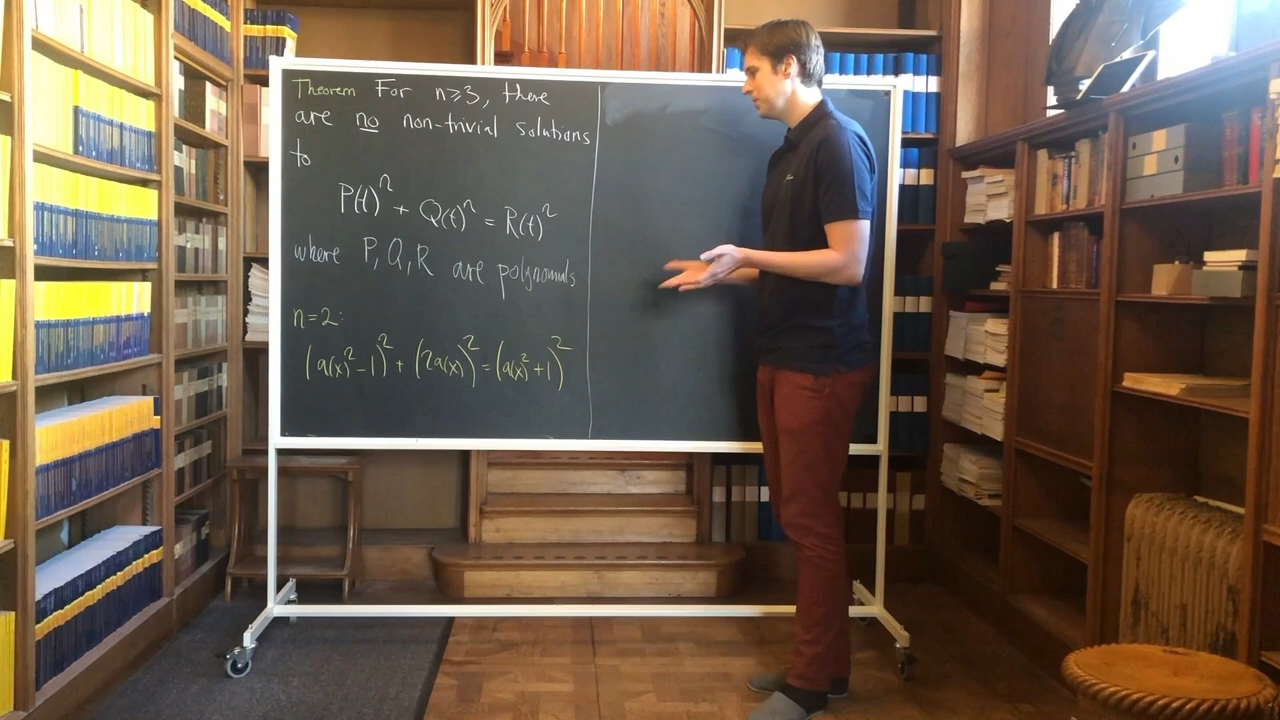 Theorem For n≥3, there
are no non-trivial solutions
to
P(t)^n + Q(t)^n = R(t)^n
where P, Q, R are polynomials
n=2:
(a(x)^2-1)^2 + (2a(x))^2 = (a(x)^2+1)^2